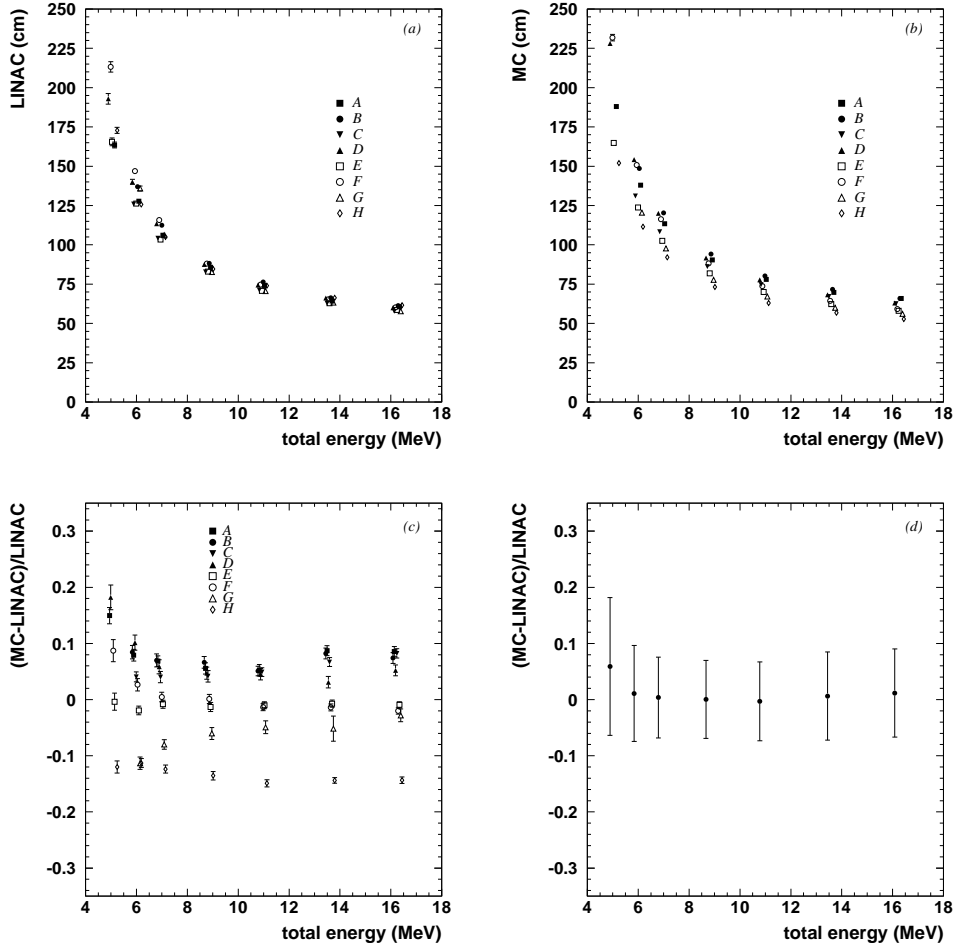 LINAC (cm)
250
225
200
175
150
125
100
75
50
25
0
(a)
A
B
C
D
E
F
G
H
4 6 8 10 12 14 16 18
total energy (MeV)
MC (cm)
250
225
200
175
150
125
100
75
50
25
0
(b)
A
B
C
D
E
F
G
H
4 6 8 10 12 14 16 18
total energy (MeV)
(MC-LINAC)/LINAC
0.3
0.2
0.1
0
-0.1
-0.2
-0.3
(c)
A
B
C
D
E
F
G
H
4 6 8 10 12 14 16 18
total energy (MeV)
(MC-LINAC)/LINAC
0.3
0.2
0.1
0
-0.1
-0.2
-0.3
(d)
4 6 8 10 12 14 16 18
total energy (MeV)